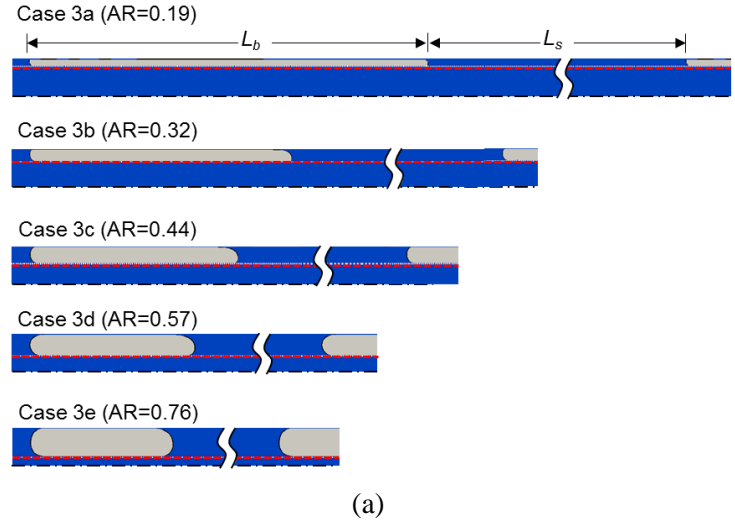 Case 3a (AR=0.19)
L_b L_s
Case 3b (AR=0.32)
Case 3c (AR=0.44)
Case 3d (AR=0.57)
Case 3e (AR=0.76)
(a)